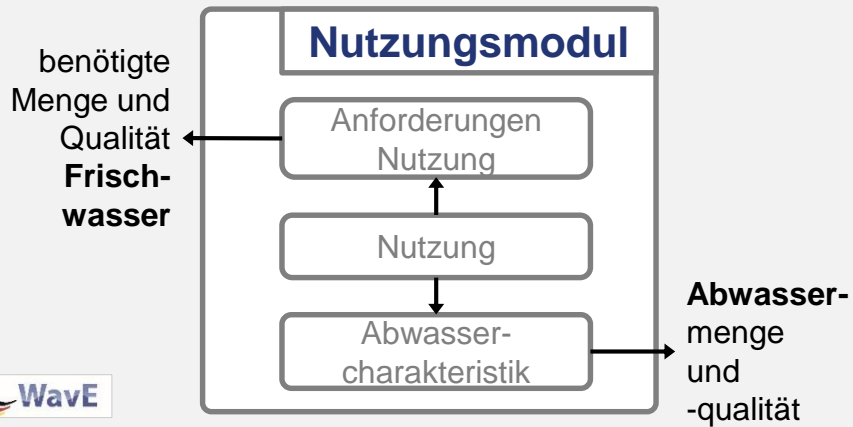 Nutzungsmodul
benötigte
Menge und
Qualität
Frisch-
wasser
Anforderungen
Nutzung
Nutzung
Abwasser-
charakteristik
Abwasser-
menge
und
-qualität
WavE